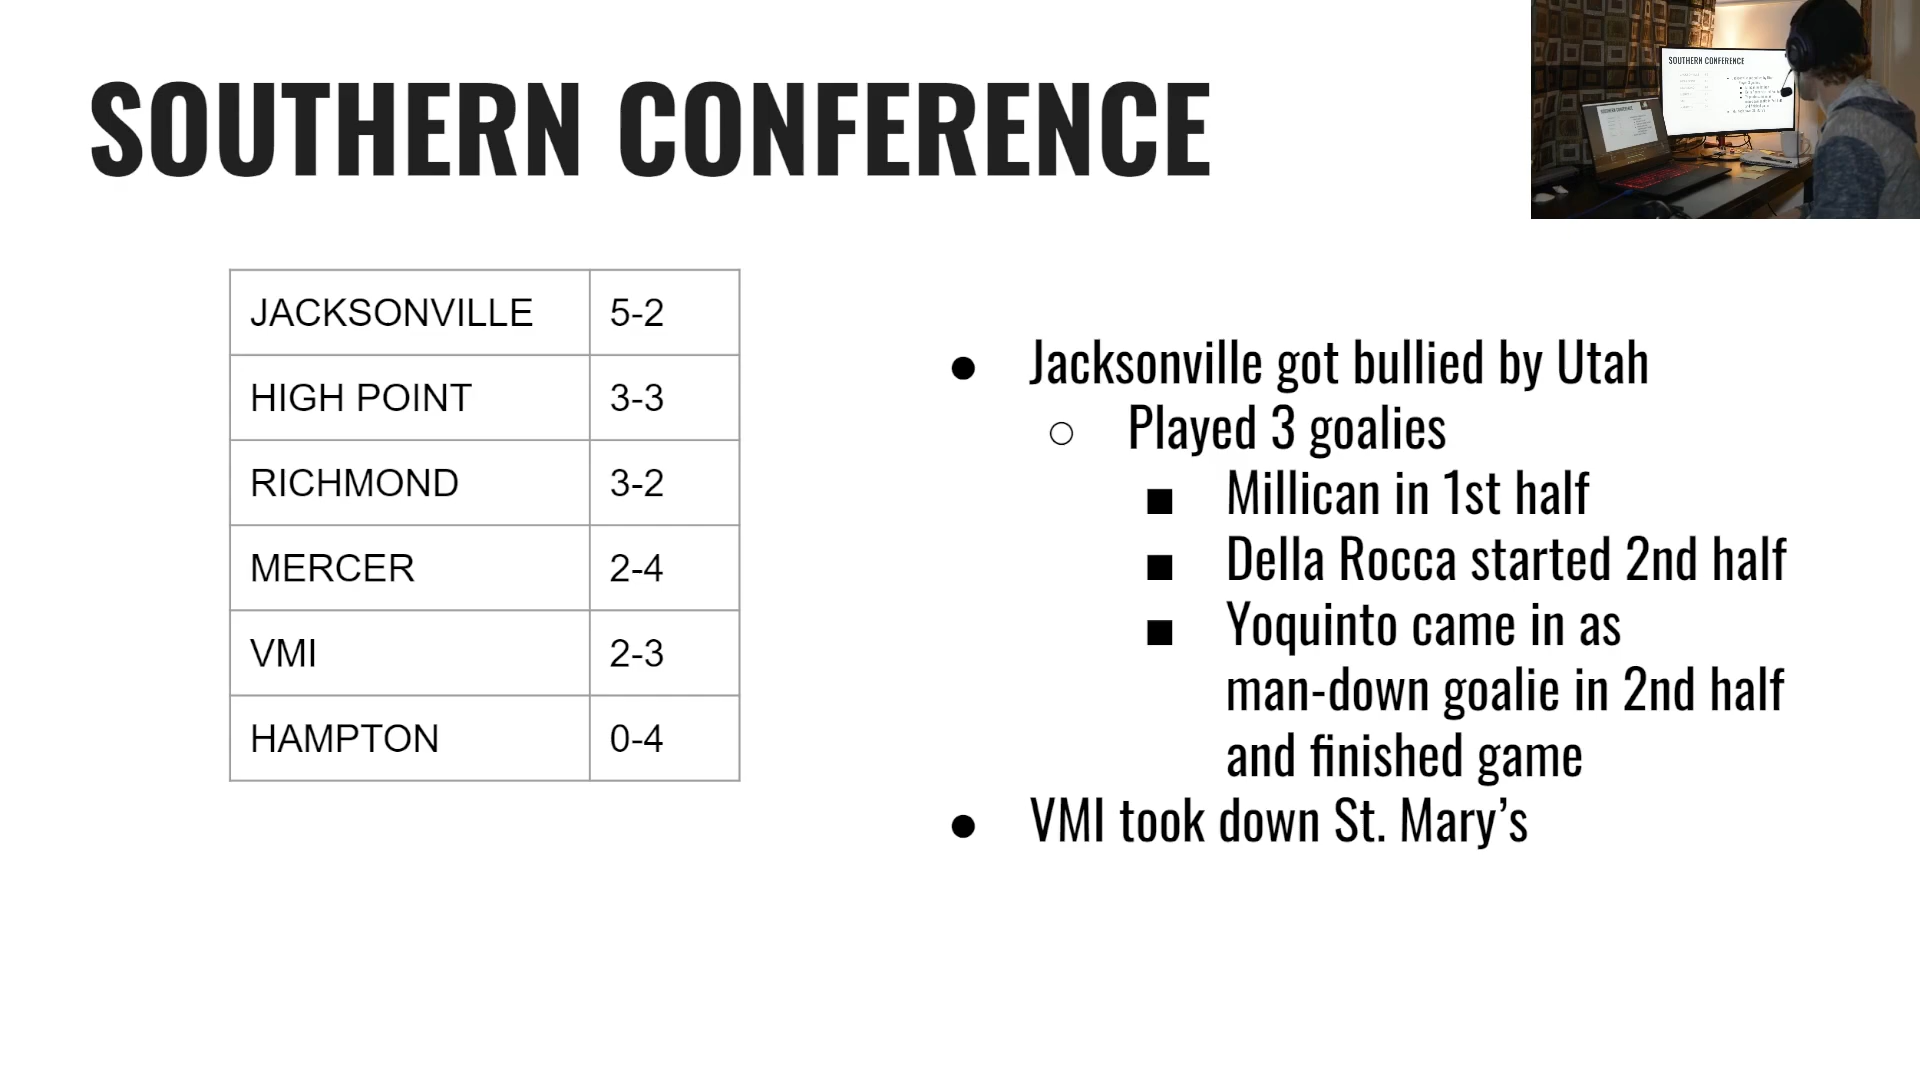 SOUTHERN CONFERENCE
JACKSONVILLE 5-2
HIGH POINT 3-3
RICHMOND 3-2
MERCER 2-4
VMI 2-3
HAMPTON 0-4
● Jacksonville got bullied by Utah
○ Played 3 goalies
■ Millican in 1st half
■ Della Rocca started 2nd half
■ Yoquinto came in as
man-down goalie in 2nd half
and finished game
● VMI took down St. Mary’s
SOUTHERN CONFERENCE